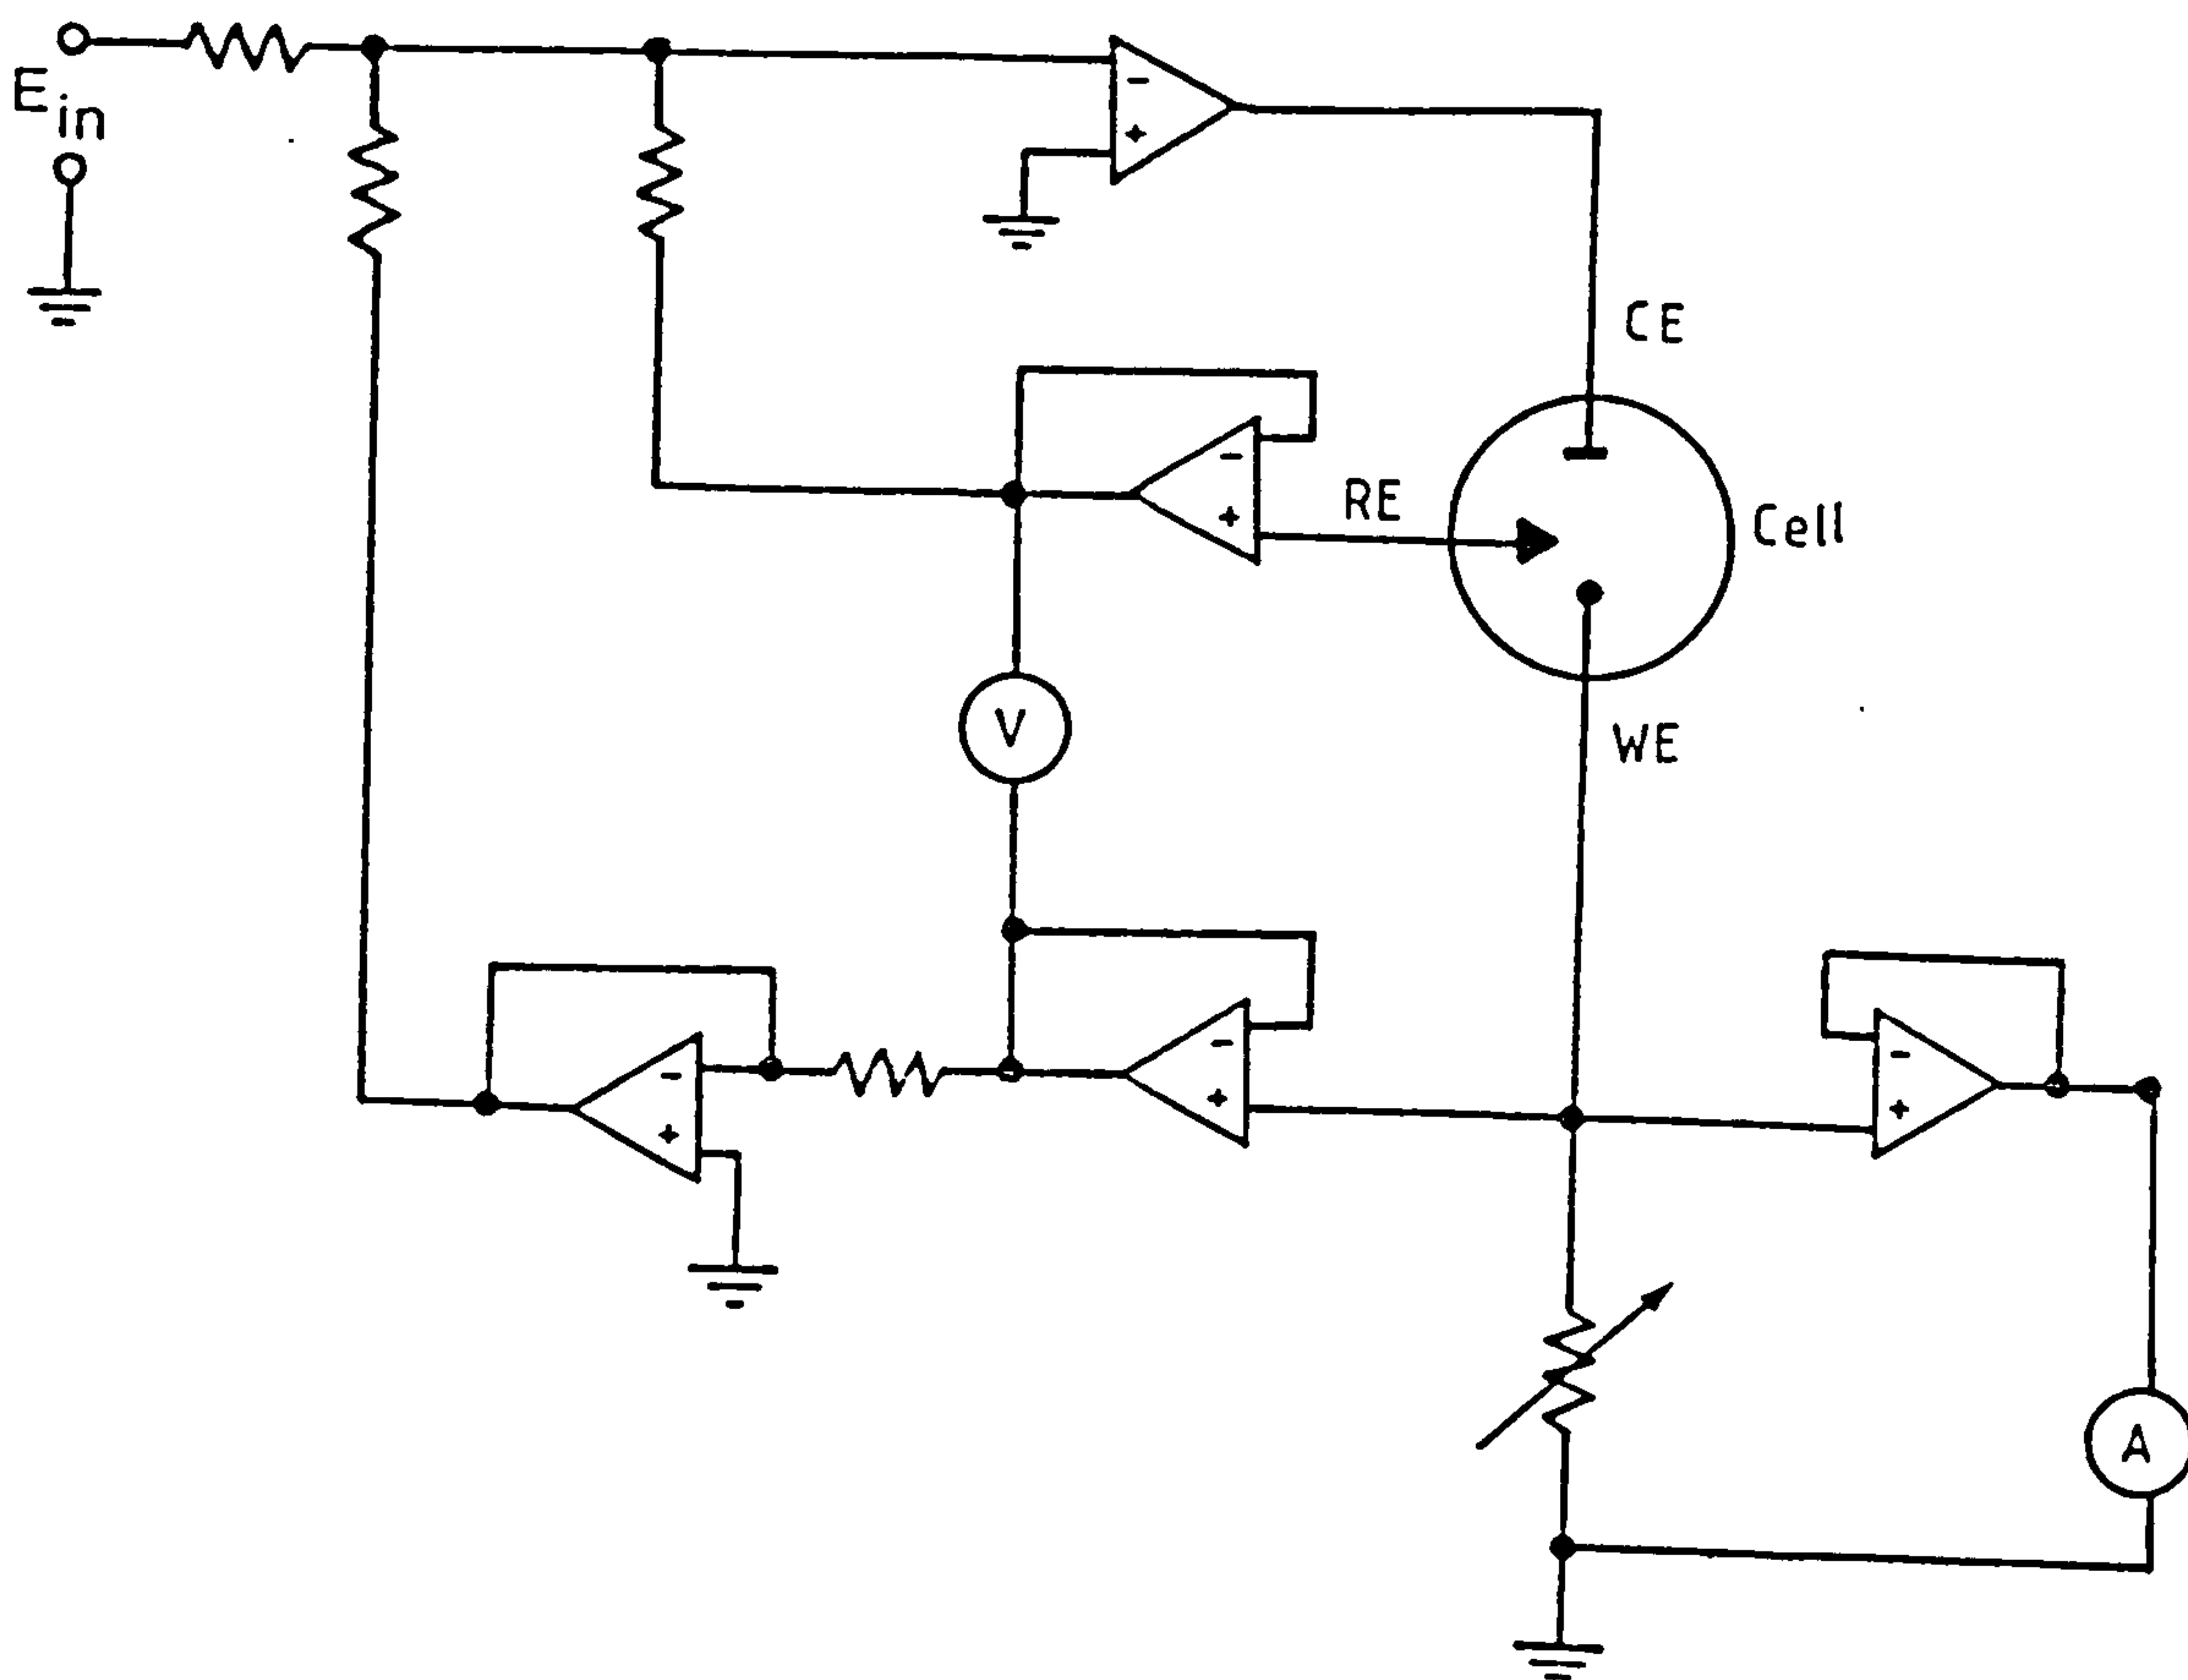 E in
-
+
CE
-
+
RE
Cell
V
WE
-
+
-
+
-
+
A